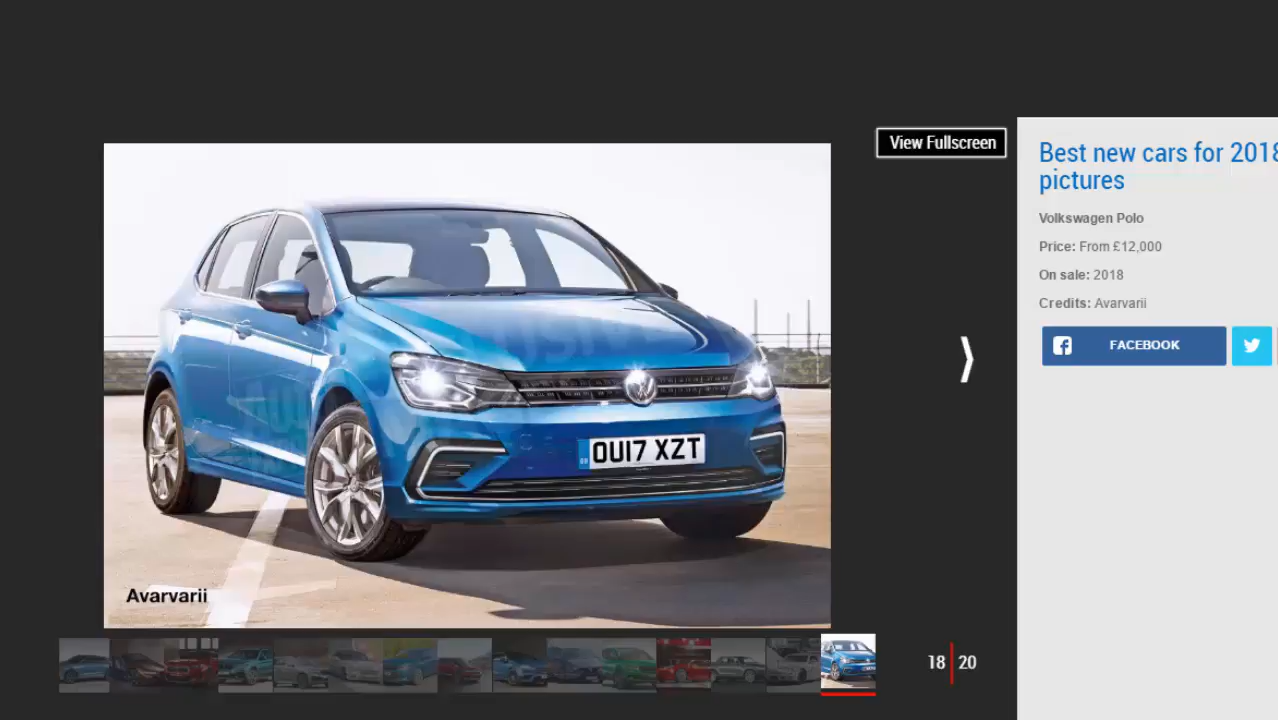 View Fullscreen
Best new cars for 2018
pictures
Volkswagen Polo
Price: From £12,000
On sale: 2018
Credits: Avarvarii
FACEBOOK
OU17 XZT
Avarvarii
18 20